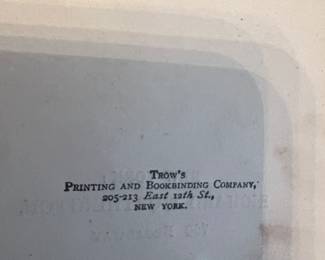 Trow's
Printing and Bookbinding Company,
205-213 East 12th St.,
NEW YORK.